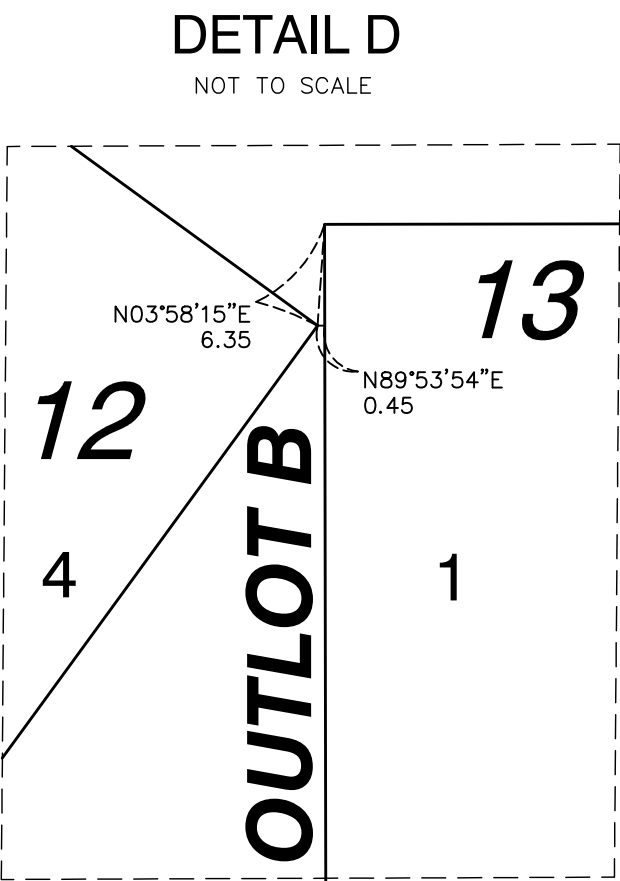 DETAIL D
NOT TO SCALE
13
N03°58'15"E
6.35
N89°53'54"E
0.45
12
OUTLOT B
4
1